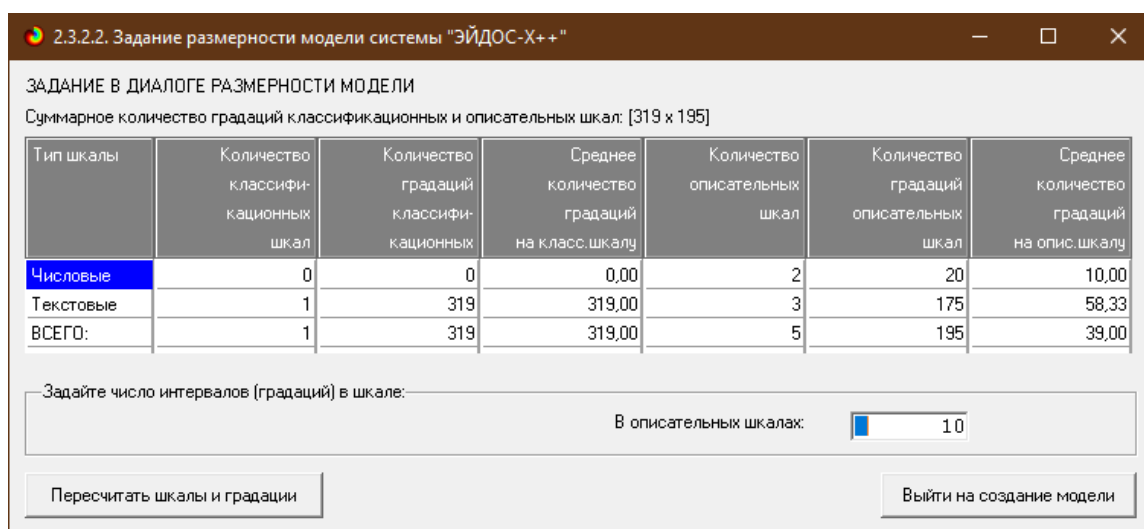 2.3.2.2. Задание размерности модели системы "ЭЙДОС-X++"
ЗАДАНИЕ В ДИАЛОГЕ РАЗМЕРНОСТИ МОДЕЛИ
Суммарное количество градаций классификационных и описательных шкал: [319 x 195]
Тип шкалы Количество Количество Среднее Количество Количество Среднее
классифи- градаций количество описательных градаций количество
кационных классифи- градаций шкал описательных градаций
шкал кационных на класс.шкалу шкал на опис.шкалу
Числовые 0 0 0,00 2 20 10,00
Текстовые 1 319 319,00 3 175 58,33
ВСЕГО: 1 319 319,00 5 195 39,00
Задайте число интервалов (градаций) в шкале:
В описательных шкалах: 10
Пересчитать шкалы и градации Выйти на создание модели